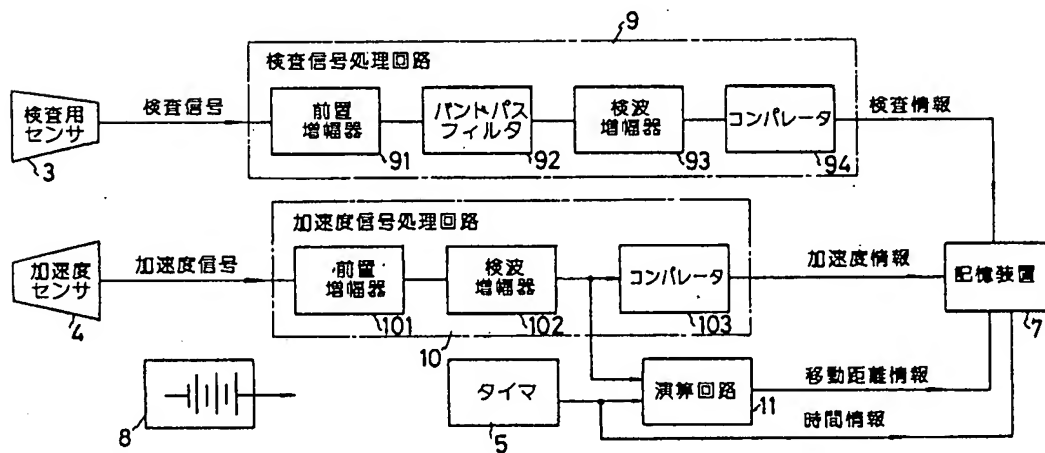 9
検査信号処理回路
検査用
センサ
3
検査信号
前置
増幅器
91
バントパス
フィルタ
92
検波
増幅器
93
コンパレータ
94
検査情報
加速度信号処理回路
加速度
センサ
4
加速度信号
前置
増幅器
101
検波
増幅器
102
コンパレータ
103
加速度情報
記憶装置
7
10
8
タイマ
5
演算回路
11
移動距離情報
時間情報